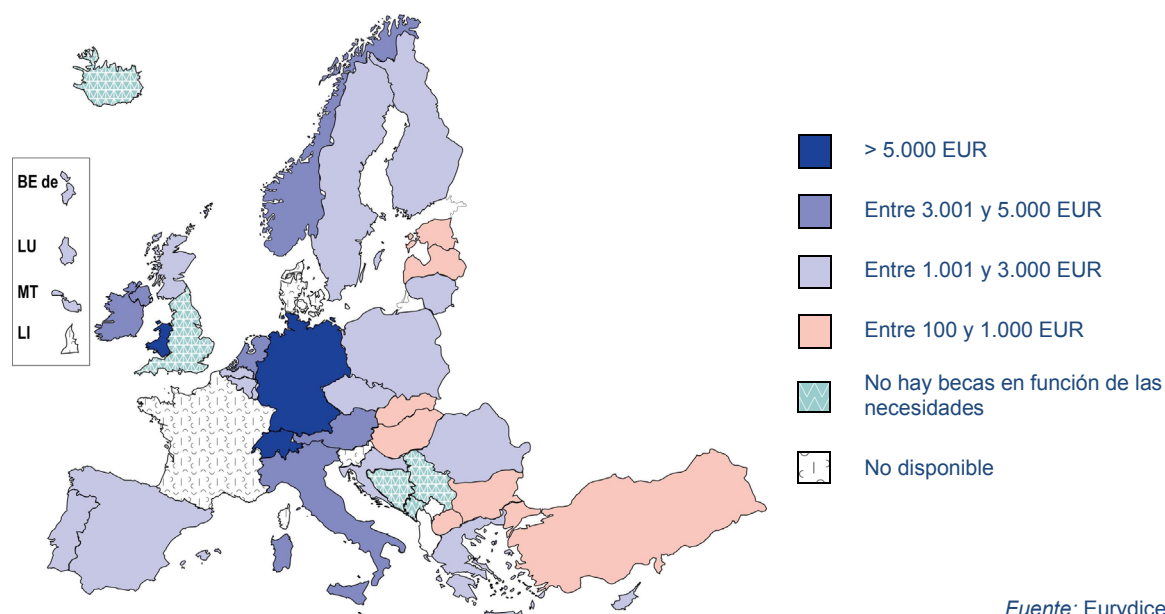 BE de
LU
MT
LI
> 5.000 EUR
Entre 3.001 y 5.000 EUR
Entre 1.001 y 3.000 EUR
Entre 100 y 1.000 EUR
No hay becas en función de las
necesidades
No disponible
Fuente: Eurydice